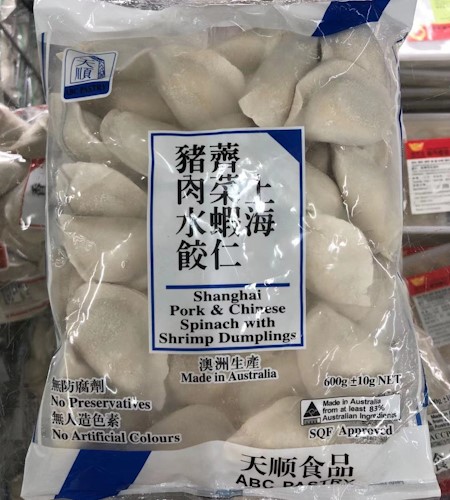 ABC PASTRY
上海
薺菜蝦仁
豬肉水餃
Shanghai
Pork & Chinese
Spinach with
Shrimp Dumplings
澳洲生產
Made in Australia
無防腐劑
No Preservatives
無人造色素
No Artificial Colours
600g ±10g NET
Made in Australia
from at least 83%
Australian Ingredients
SQF Approved
天顺食品
ABC PASTRY